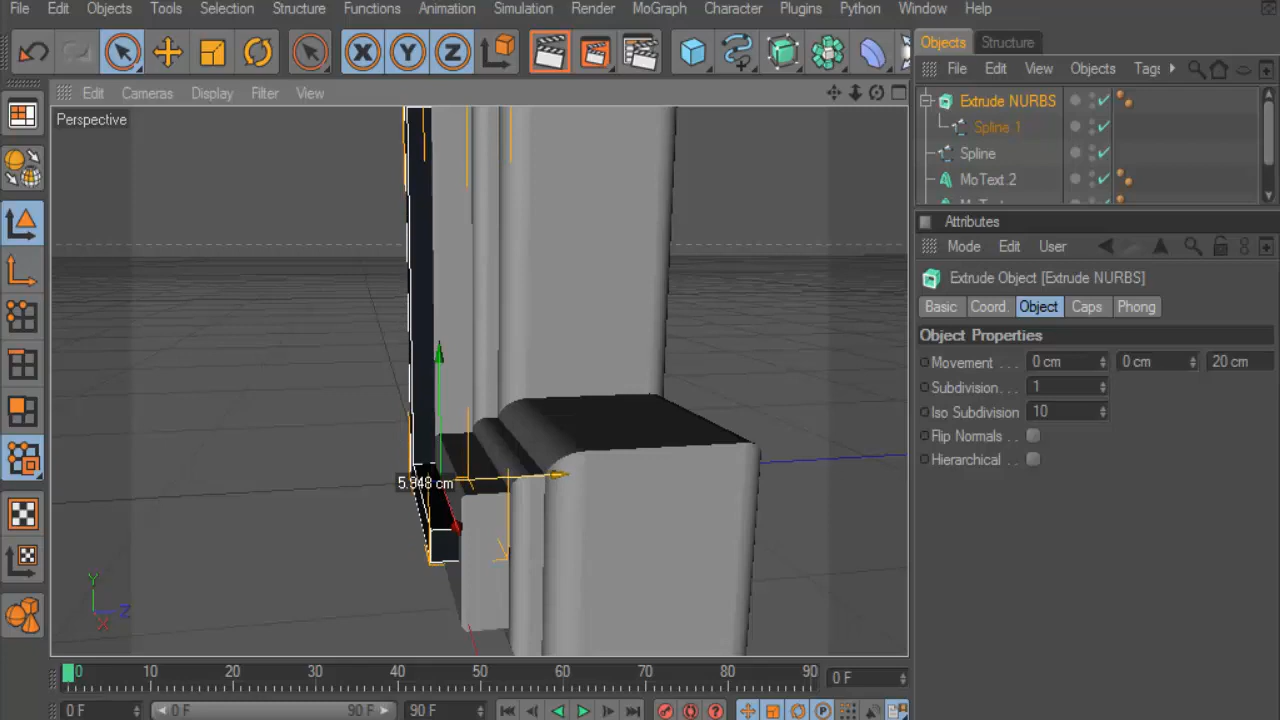 File Edit Objects Tools Selection Structure Functions Animation Simulation Render MoGraph Character Plugins Python Window Help
X Y Z
Objects Structure
File Edit View Objects Tags
Edit Cameras Display Filter View
Perspective
Extrude NURBS
Spline 1
Spline
MoText.2
Attributes
Mode Edit User
Extrude Object [Extrude NURBS]
Basic Coord. Object Caps Phong
Object Properties
Movement . . . 0 cm 0 cm 20 cm
Subdivision. . 1
Iso Subdivision 10
Flip Normals . .
Hierarchical . .
5.948 cm
Y
Z
X
0 10 20 30 40 50 60 70 80 90 0 F
0 F 0 F 90 F 90 F